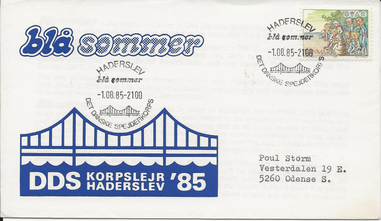 blå sommer
HADERSLEV
blå sommer
-1.08.85-2100
DET DANSKE SPEJDERKORPS
HADERSLEV
blå sommer
-1.08.85-2100
DET DANSKE SPEJDERKORPS
DDS KORPSLEJR '85
HADERSLEV
Poul Storm
Vesterdalen 19 E.
5260 Odense S.